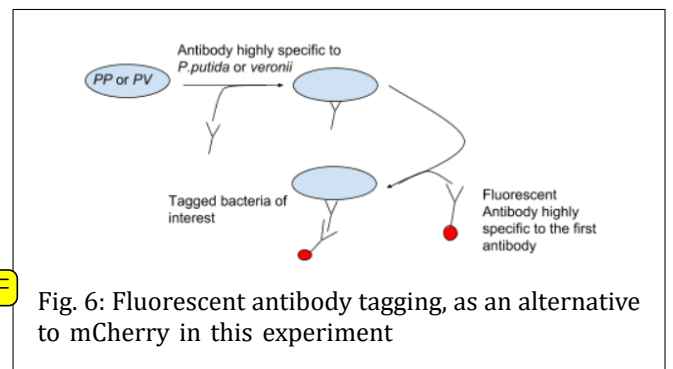 Antibody highly specific to
P.putida or veronii
PP or PV
Tagged bacteria of
interest
Fluorescent
Antibody highly
specific to the first
antibody
Fig. 6: Fluorescent antibody tagging, as an alternative
to mCherry in this experiment